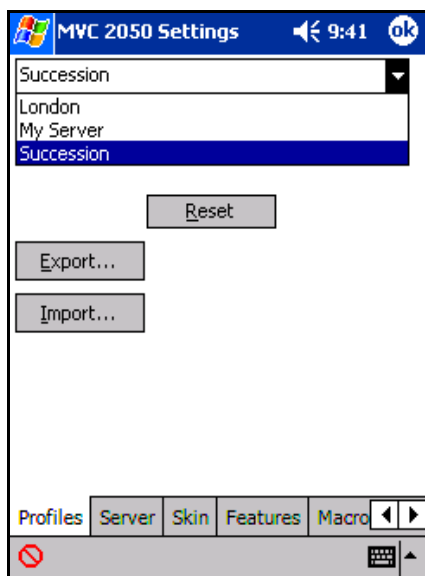 MVC 2050 Settings 9:41 ok
Succession
London
My Server
Succession
Reset
Export...
Import...
Profiles Server Skin Features Macro